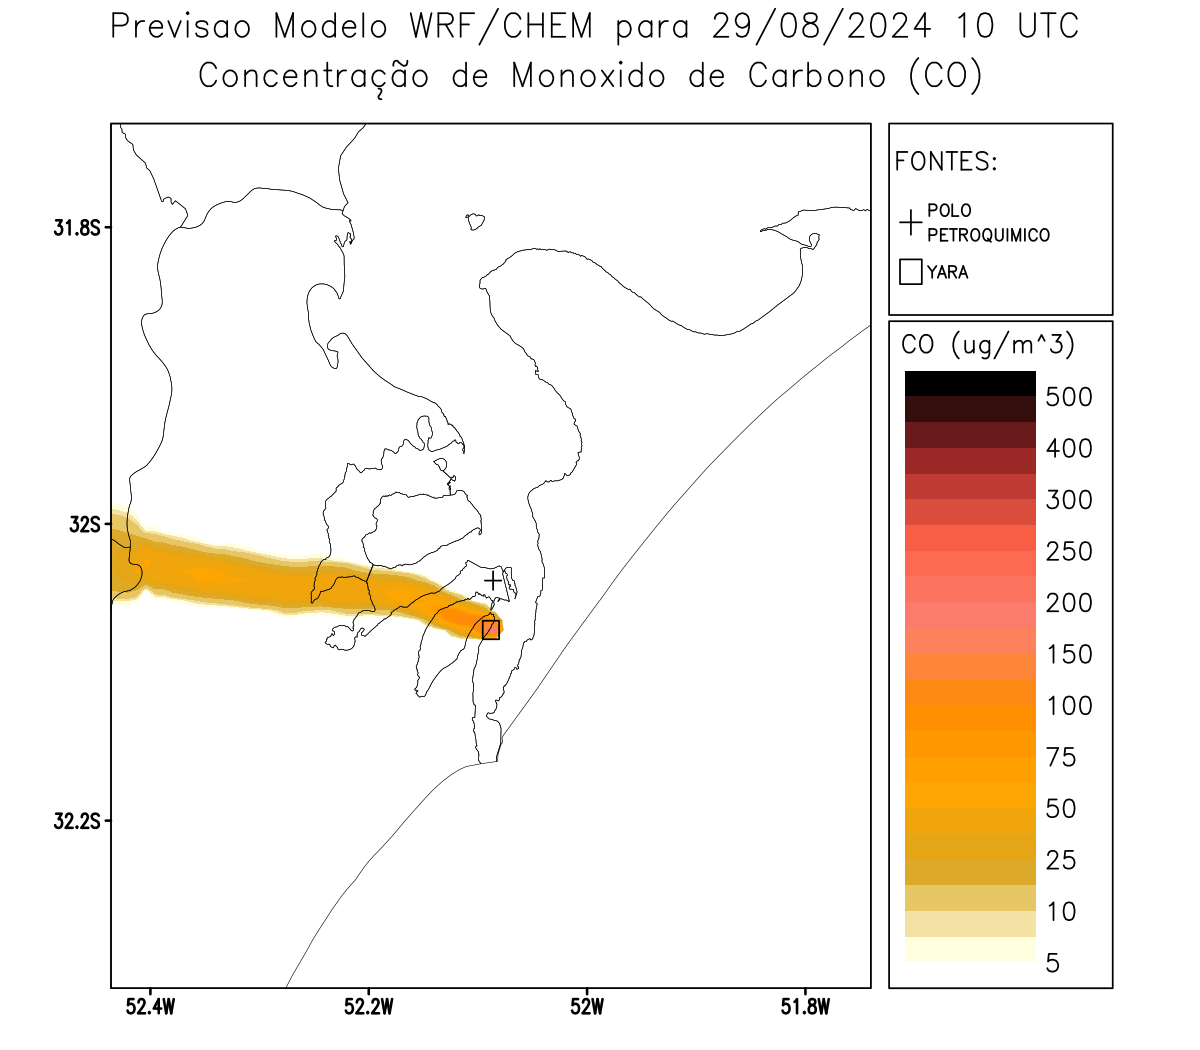 Previsao Modelo WRF/CHEM para 29/08/2024 10 UTC
Concentração de Monoxido de Carbono (CO)
FONTES:
POLO
PETROQUIMICO
YARA
CO (ug/m^3)
500
400
300
250
200
150
100
75
50
25
10
5
31.8S
32S
32.2S
52.4W
52.2W
52W
51.8W